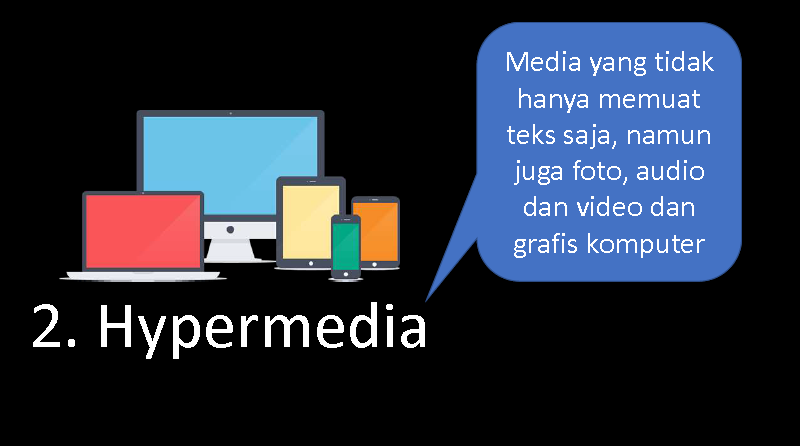 Media yang tidak
hanya memuat
teks saja, namun
juga foto, audio
dan video dan
grafis komputer
2. Hypermedia